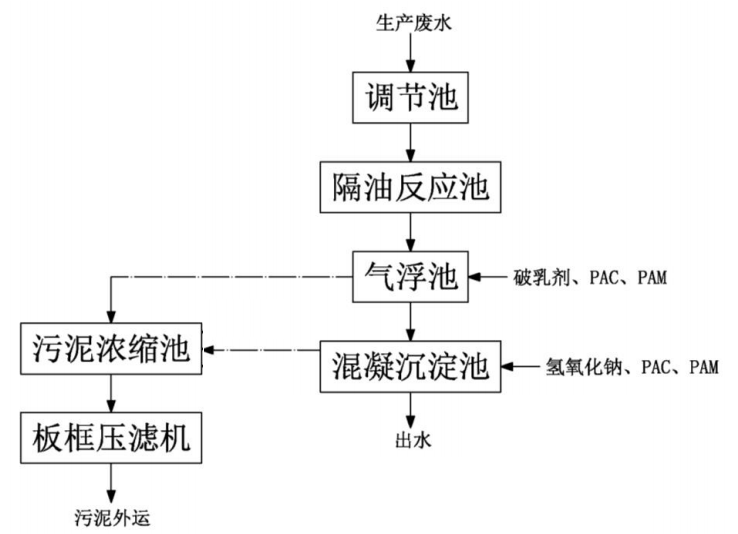 生产废水
调节池
隔油反应池
气浮池
破乳剂、PAC、PAM
污泥浓缩池
混凝沉淀池
氢氧化钠、PAC、PAM
板框压滤机
出水
污泥外运